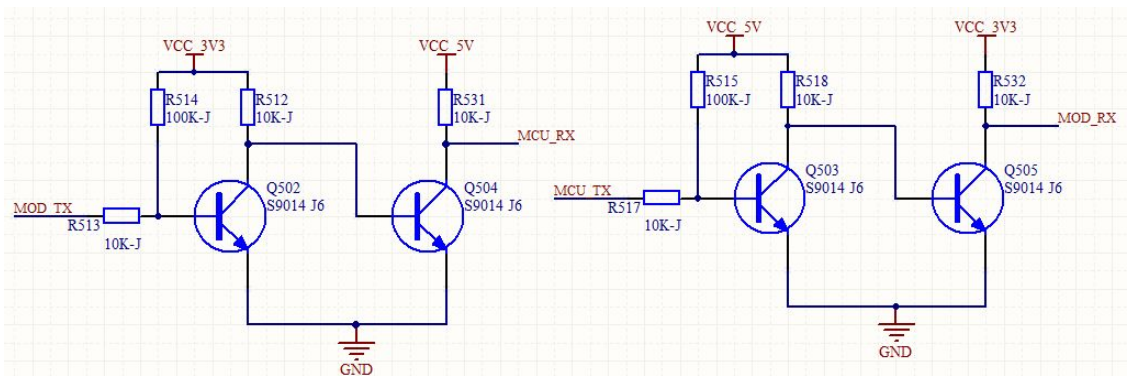 VCC_3V3
R514
100K-J
R512
10K-J
VCC_5V
R531
10K-J
MCU_RX
Q502
S9014 J6
Q504
S9014 J6
MOD_TX
R513
10K-J
GND
VCC_5V
R515
100K-J
R518
10K-J
VCC_3V3
R532
10K-J
MOD_RX
Q503
S9014 J6
Q505
S9014 J6
MCU_TX
R517
10K-J
GND